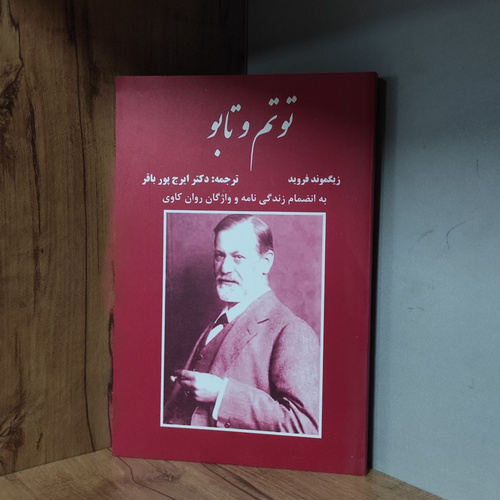 توتم و تابو
زیگموند فروید ترجمه: دکتر ایرج پور باقر
به انضمام زندگی نامه و واژگان روان کاوی